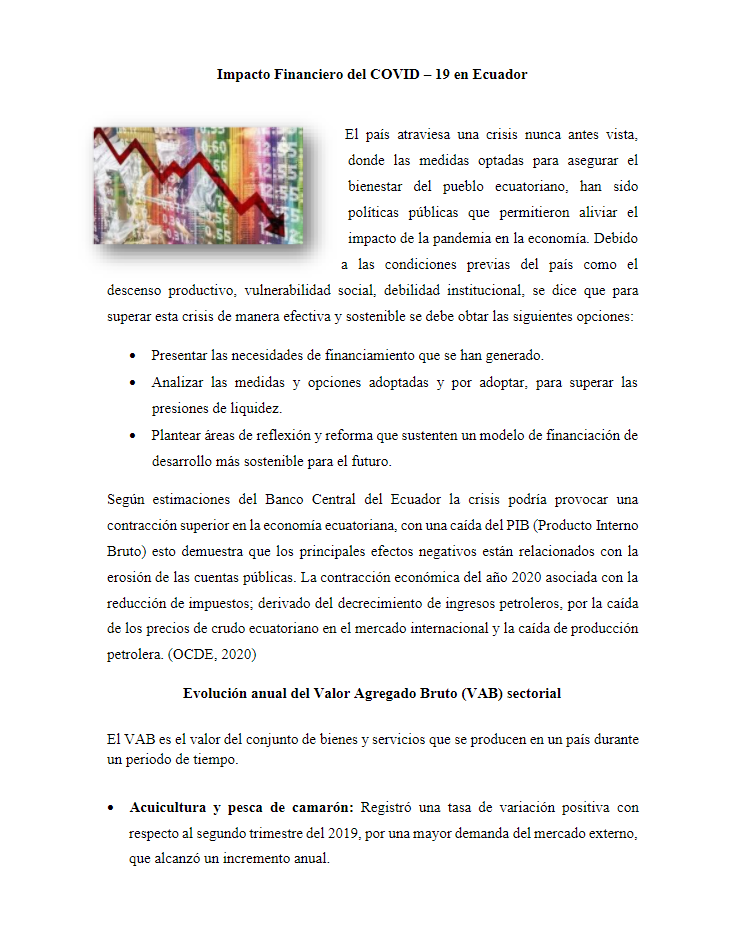 Impacto Financiero del COVID – 19 en Ecuador
El país atraviesa una crisis nunca antes vista,
donde las medidas optadas para asegurar el
bienestar del pueblo ecuatoriano, han sido
políticas públicas que permitieron aliviar el
impacto de la pandemia en la economía. Debido
a las condiciones previas del país como el
descenso productivo, vulnerabilidad social, debilidad institucional, se dice que para
superar esta crisis de manera efectiva y sostenible se debe obtar las siguientes opciones:
• Presentar las necesidades de financiamiento que se han generado.
• Analizar las medidas y opciones adoptadas y por adoptar, para superar las
presiones de liquidez.
• Plantear áreas de reflexión y reforma que sustenten un modelo de financiación de
desarrollo más sostenible para el futuro.
Según estimaciones del Banco Central del Ecuador la crisis podría provocar una
contracción superior en la economía ecuatoriana, con una caída del PIB (Producto Interno
Bruto) esto demuestra que los principales efectos negativos están relacionados con la
erosión de las cuentas públicas. La contracción económica del año 2020 asociada con la
reducción de impuestos; derivado del decrecimiento de ingresos petroleros, por la caída
de los precios de crudo ecuatoriano en el mercado internacional y la caída de producción
petrolera. (OCDE, 2020)
Evolución anual del Valor Agregado Bruto (VAB) sectorial
El VAB es el valor del conjunto de bienes y servicios que se producen en un país durante
un periodo de tiempo.
• Acuicultura y pesca de camarón: Registró una tasa de variación positiva con
respecto al segundo trimestre del 2019, por una mayor demanda del mercado externo,
que alcanzó un incremento anual.